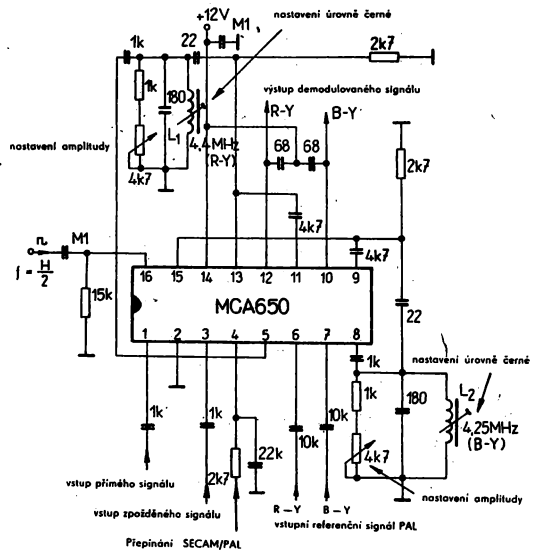 nastavení úrovně černé
+12V
M1
1k
22
2k7
1k
180
L1
4,4MHz
(R-Y)
výstup demodulovaného signálu
R-Y
B-Y
68
68
nastavení amplitudy
4k7
2k7
4k7
4k7
M1
f = H/2
15k
16 15 14 13 12 11 10 9
MCA650
1 2 3 4 5 6 7 8
22
1k
nastavení úrovně černé
1k
180
L2
4,25MHz
(B-Y)
4k7
1k
1k
2k7
22k
10k
10k
nastavení amplitudy
vstup přímého signálu
vstup zpožděného signálu
R-Y
B-Y
vstupní referenční signál PAL
Přepínání SECAM/PAL